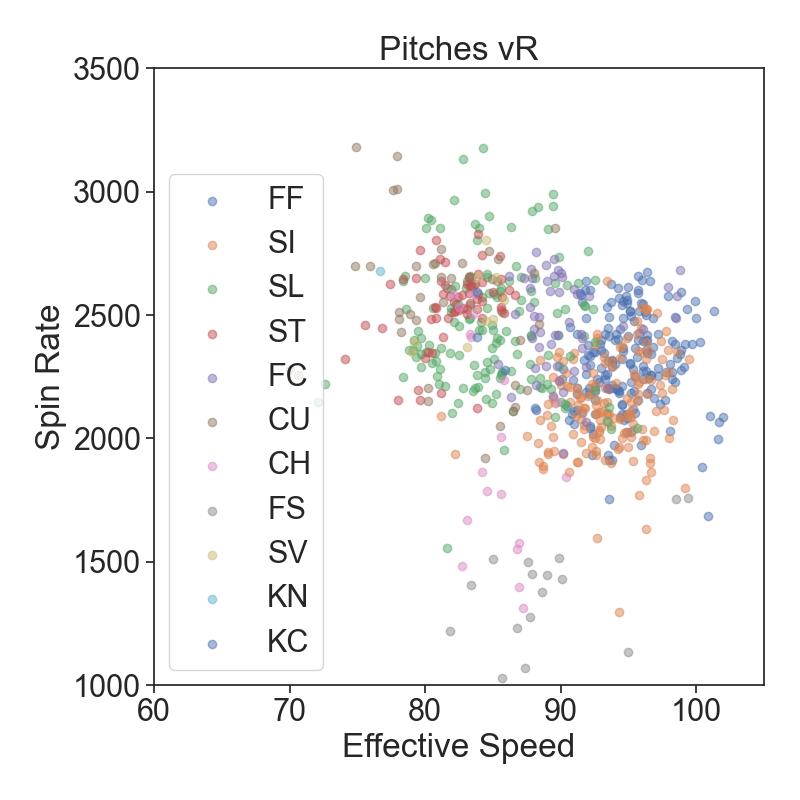 Pitches vR
3500
3000
2500
2000
1500
1000
Spin Rate
FF
SI
SL
ST
FC
CU
CH
FS
SV
KN
KC
60 70 80 90 100
Effective Speed